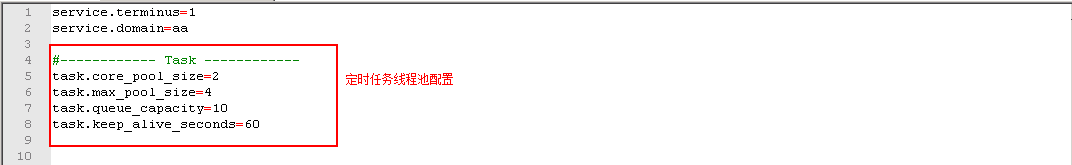 1 service.terminus=1
2 service.domain=aa
3
4 #------------ Task ------------
5 task.core_pool_size=2 定时任务线程池配置
6 task.max_pool_size=4
7 task.queue_capacity=10
8 task.keep_alive_seconds=60
9
10